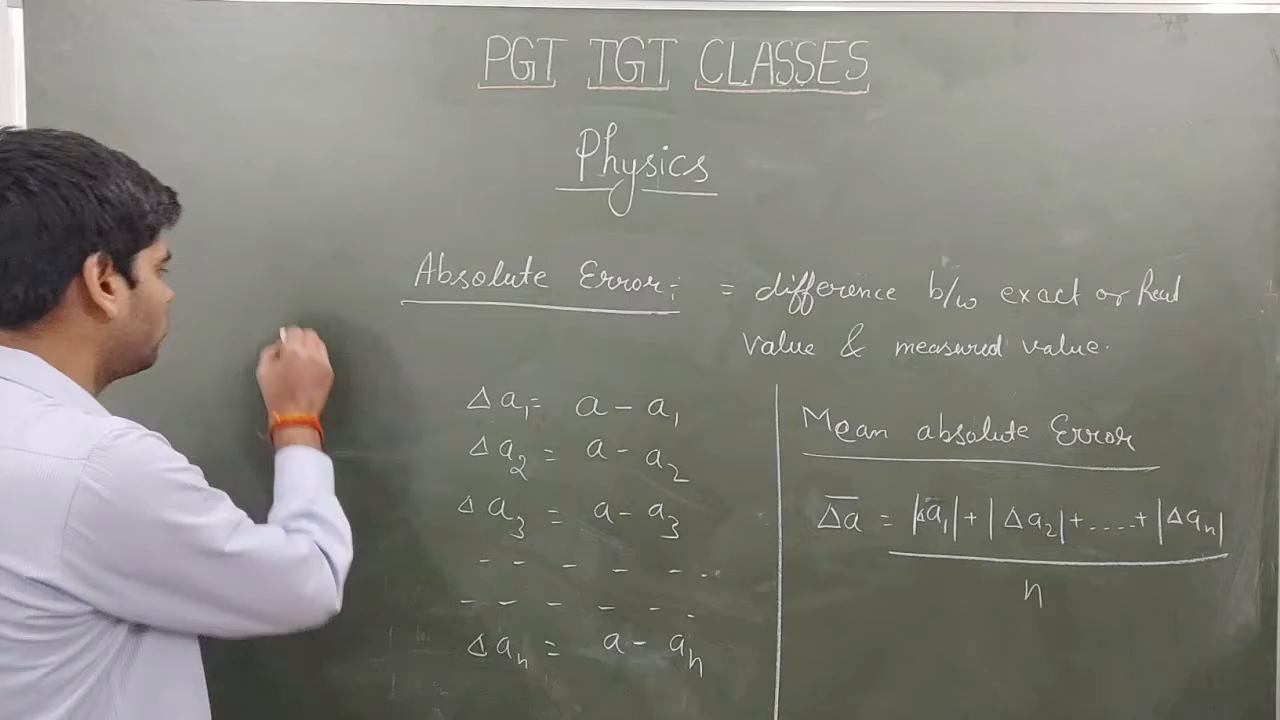 PGT TGT CLASSES
Physics
Absolute Error:- = difference b/w exact or Real
value & measured value.
Δa₁ = a - a₁
Δa₂ = a - a₂
Δa₃ = a - a₃
- - - - - - .
- - - - - - .
Δaₙ = a - aₙ
Mean absolute Error
Δa̅ = |Δa₁| + |Δa₂| + ..... + |Δaₙ|
n